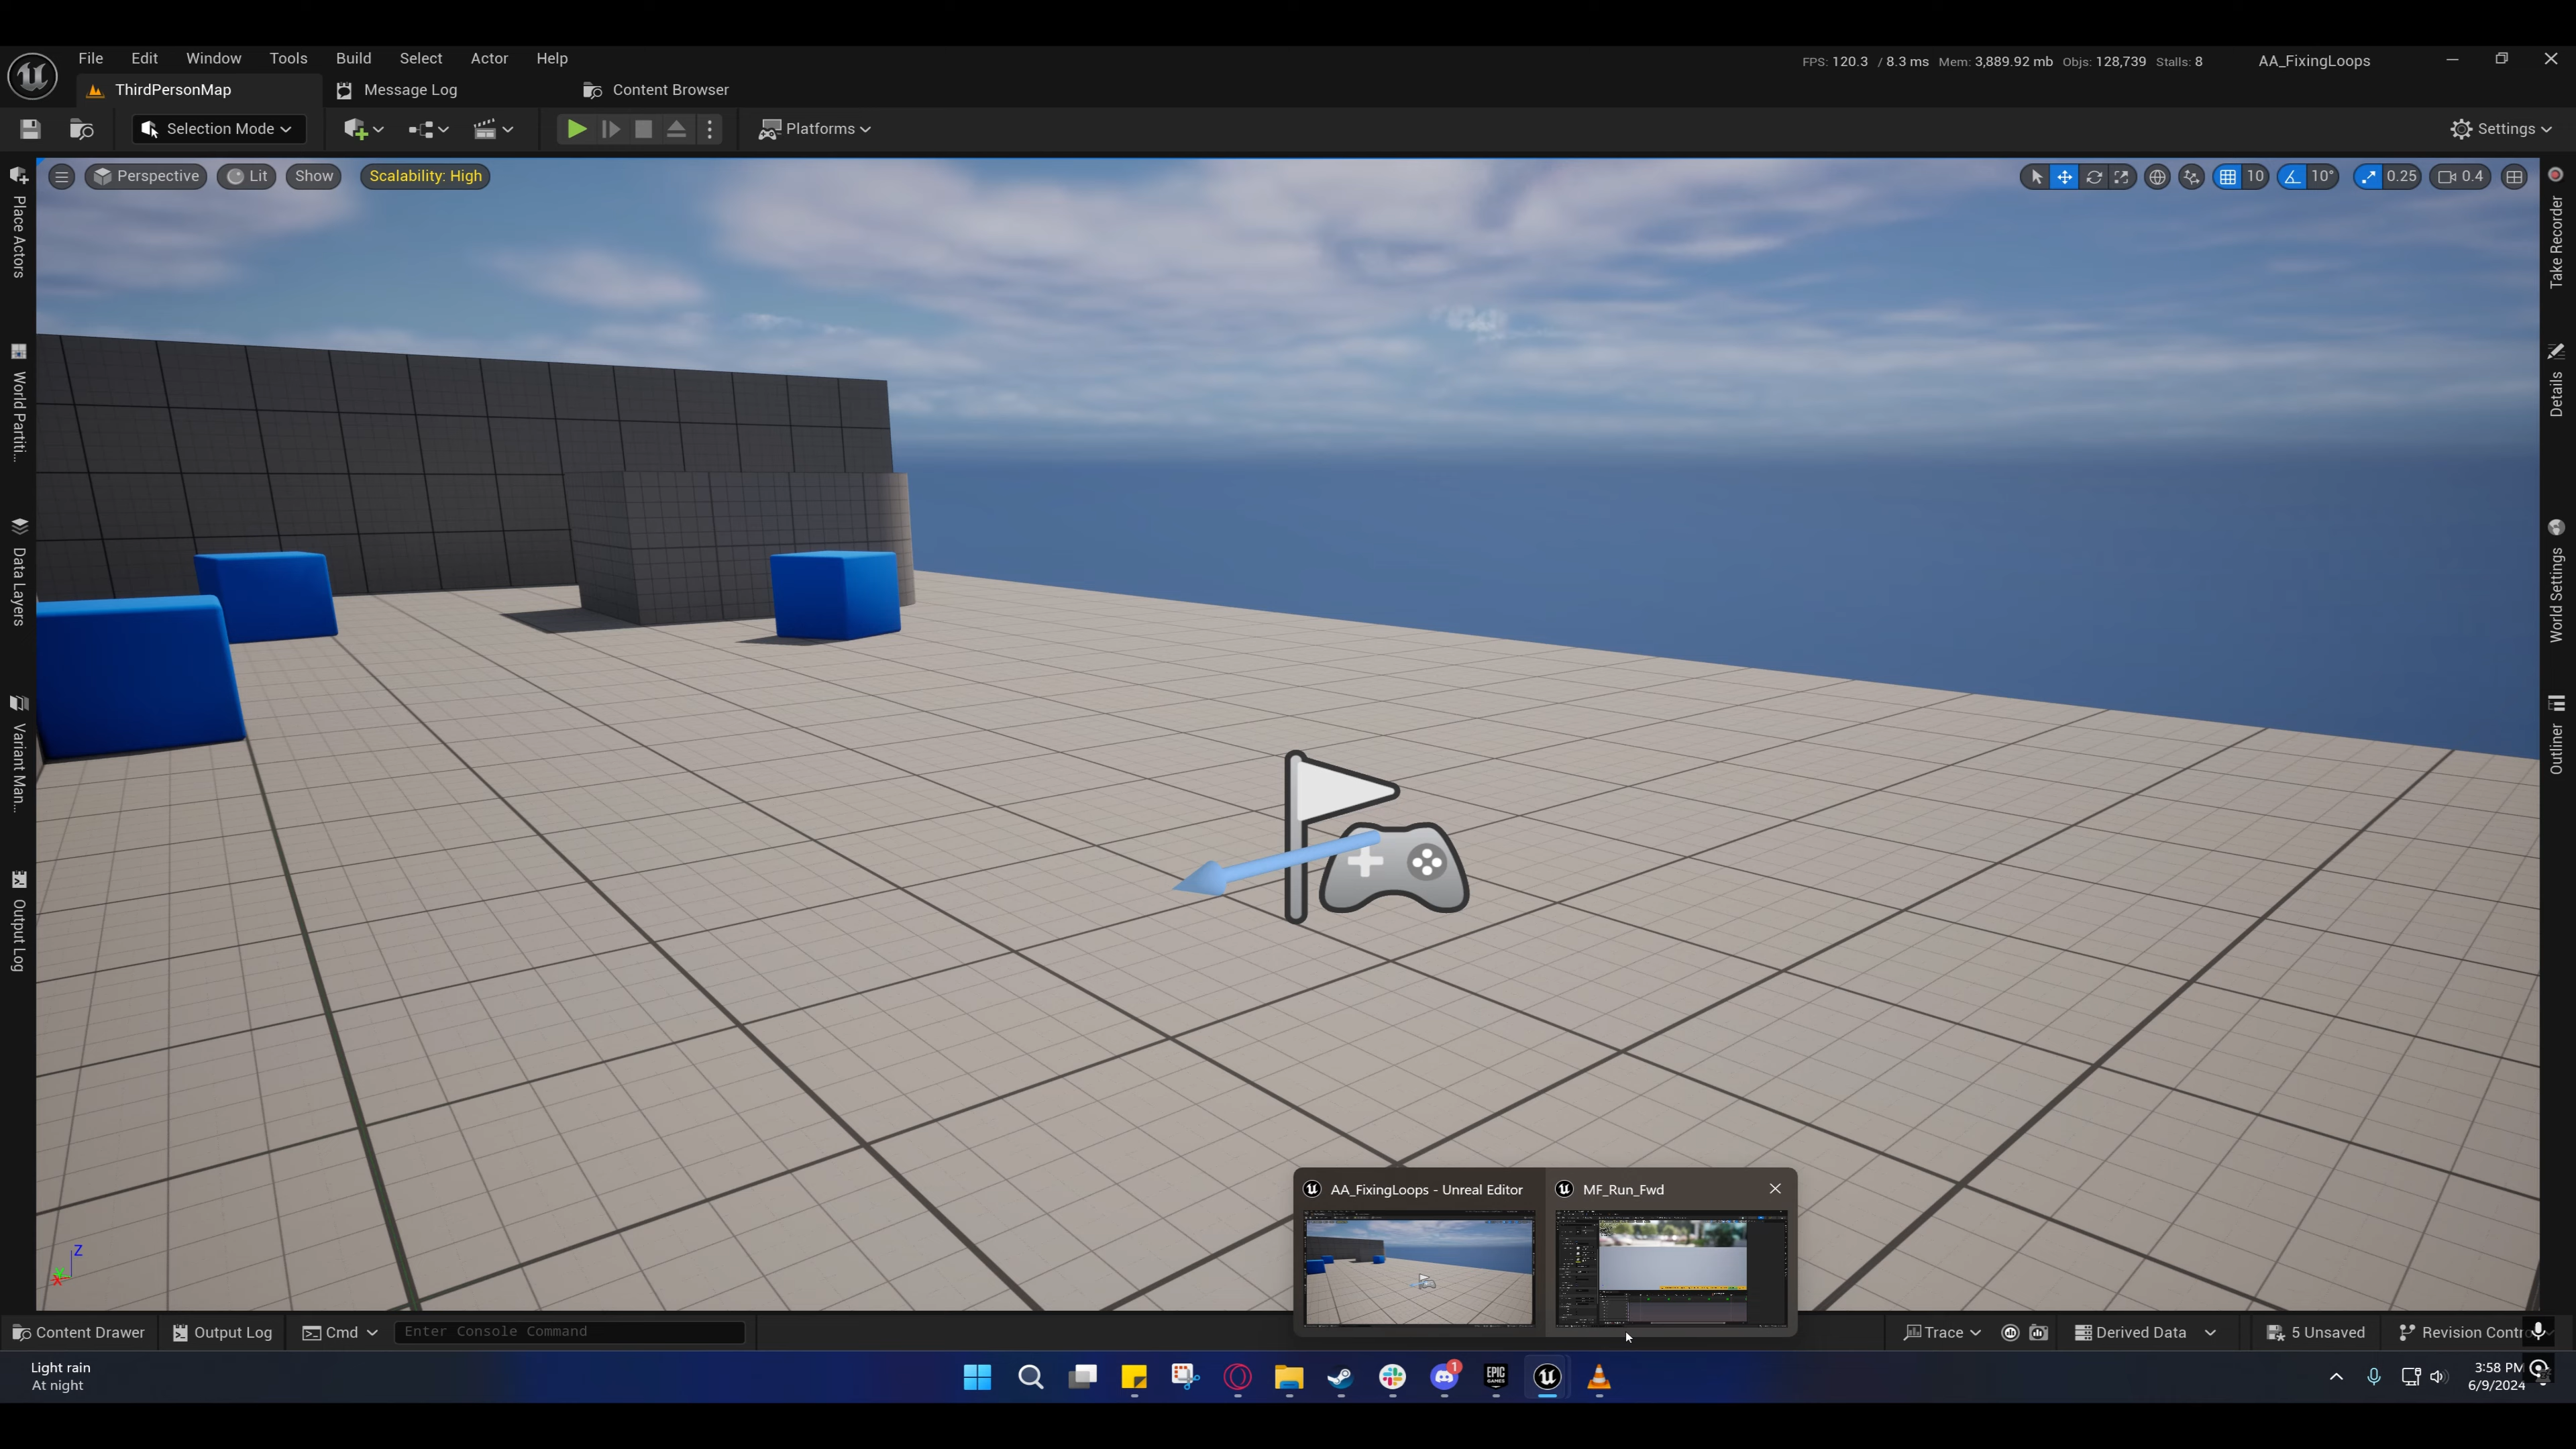 File Edit Window Tools Build Select Actor Help
FPS: 120.3 / 8.3 ms Mem: 3,889.92 mb Objs: 128,739 Stalls: 8
AA_FixingLoops
ThirdPersonMap
Message Log
Content Browser
Selection Mode
Platforms
Settings
Perspective
Lit
Show
Scalability: High
10
10°
0.25
0.4
Place Actors
World Partiti...
Data Layers
Variant Man...
Output Log
Take Recorder
Details
World Settings
Outliner
Z
AA_FixingLoops - Unreal Editor
MF_Run_Fwd
Content Drawer
Output Log
Cmd
Enter Console Command
Trace
Derived Data
5 Unsaved
Revision Contro
Light rain
At night
1
EPIC
GAMES
3:58 PM
6/9/2024